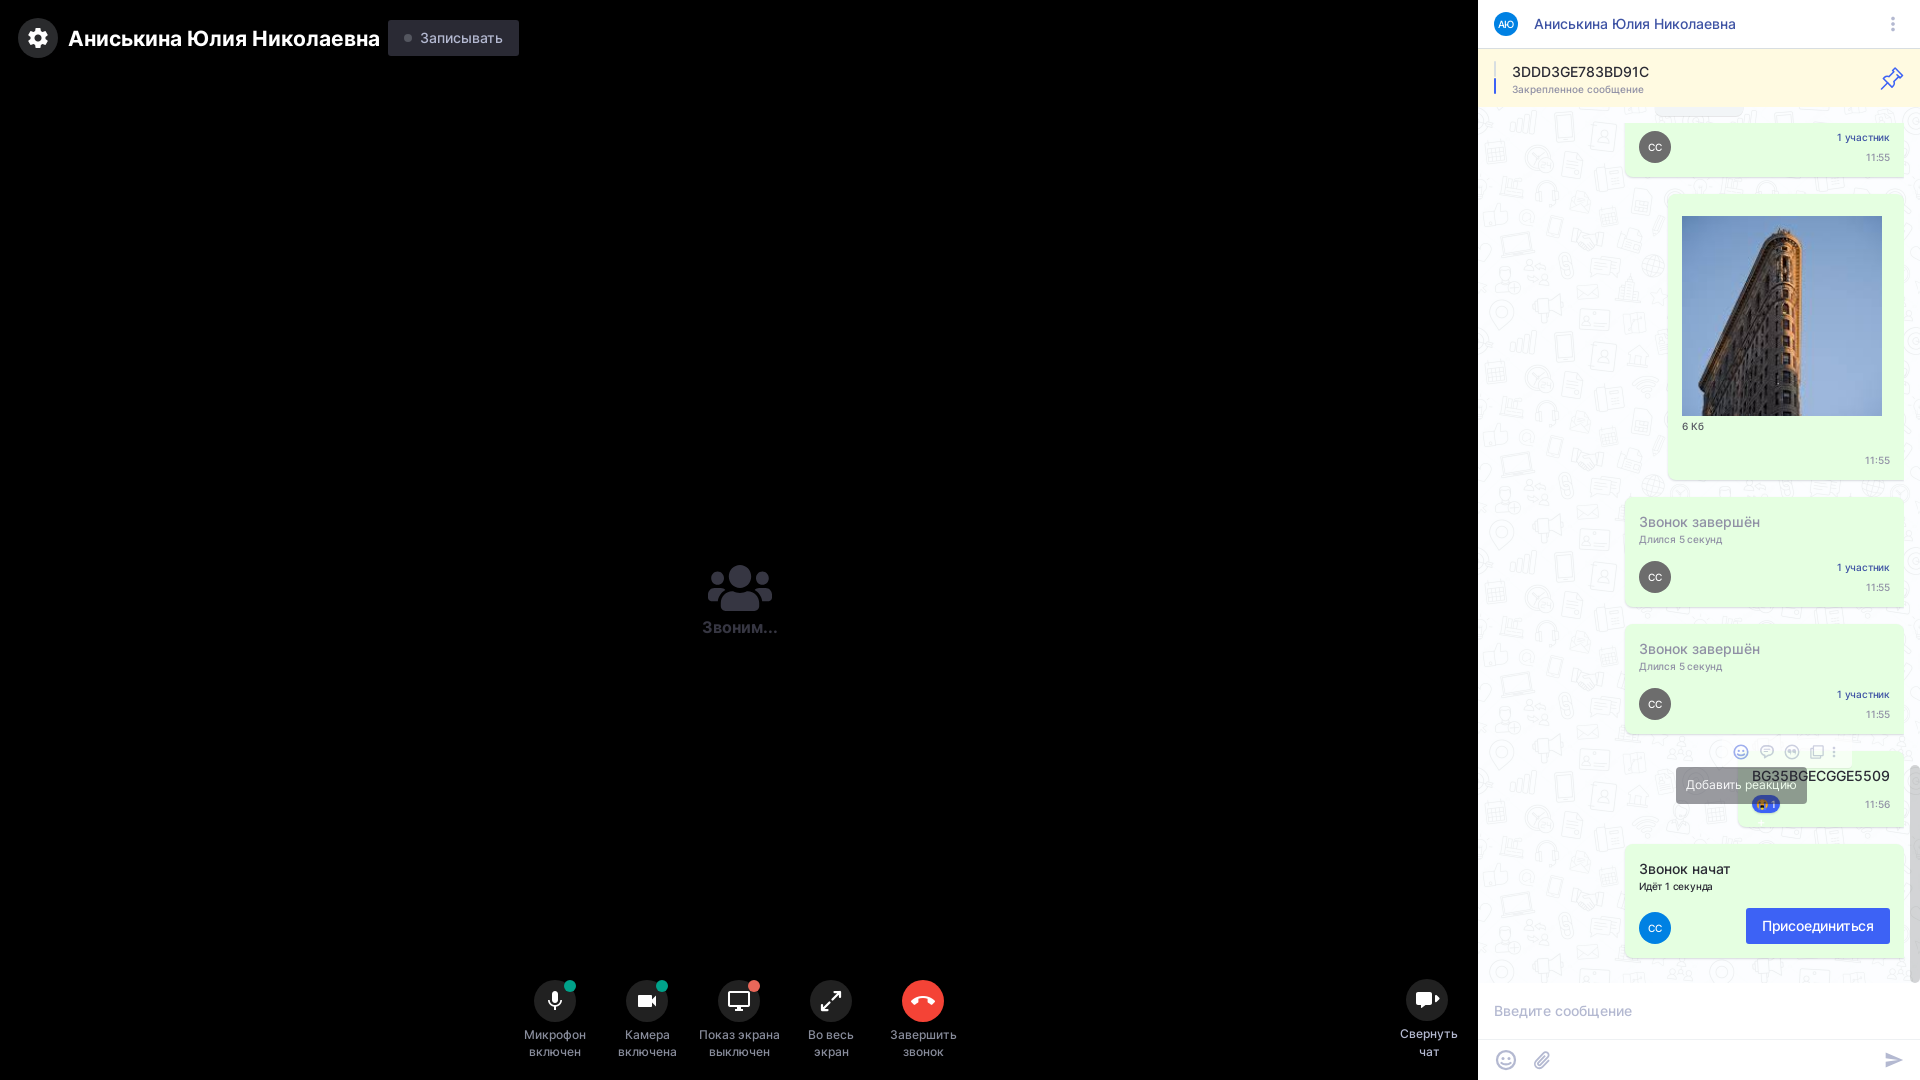 Аниськина Юлия Николаевна
Записывать
Звоним...
Микрофон
включен
Камера
включена
Показ экрана
выключен
Во весь
экран
Завершить
звонок
Свернуть
чат
АЮ
Аниськина Юлия Николаевна
3DDD3GE783BD91C
Закрепленное сообщение
СС
1 участник
11:55
6 Кб
11:55
Звонок завершён
Длился 5 секунд
СС
1 участник
11:55
Звонок завершён
Длился 5 секунд
СС
1 участник
11:55
BG35BGECGGE5509
Добавить реакцию
1
11:56
Звонок начат
Идёт 1 секунда
СС
Присоединиться
Введите сообщение